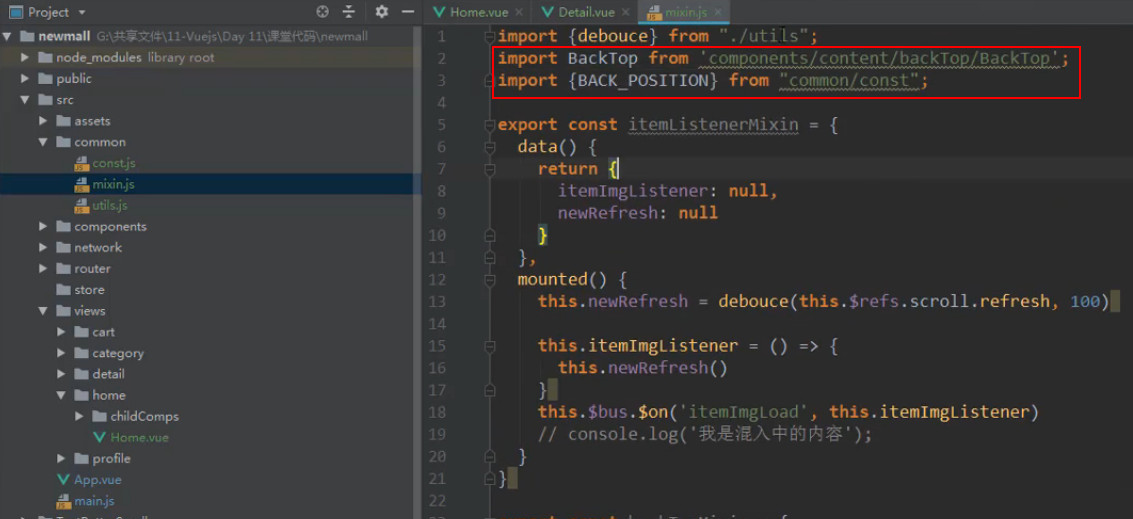 Project
newmall G:\共享文件\11-Vuejs\Day 11\课堂代码\newmall
node_modules library root
public
src
assets
common
const.js
mixin.js
utils.js
components
network
router
store
views
cart
category
detail
home
childComps
Home.vue
profile
App.vue
main.js
Home.vue
Detail.vue
mixin.js
1 import {debouce} from "./utils";
2 import BackTop from 'components/content/backTop/BackTop';
3 import {BACK_POSITION} from "common/const";
4
5 export const itemListenerMixin = {
6 data() {
7 return {
8 itemImgListener: null,
9 newRefresh: null
10 }
11 },
12 mounted() {
13 this.newRefresh = debouce(this.$refs.scroll.refresh, 100)
14
15 this.itemImgListener = () => {
16 this.newRefresh()
17 }
18 this.$bus.$on('itemImgLoad', this.itemImgListener)
19 // console.log('我是混入中的内容');
20 }
21 }
22